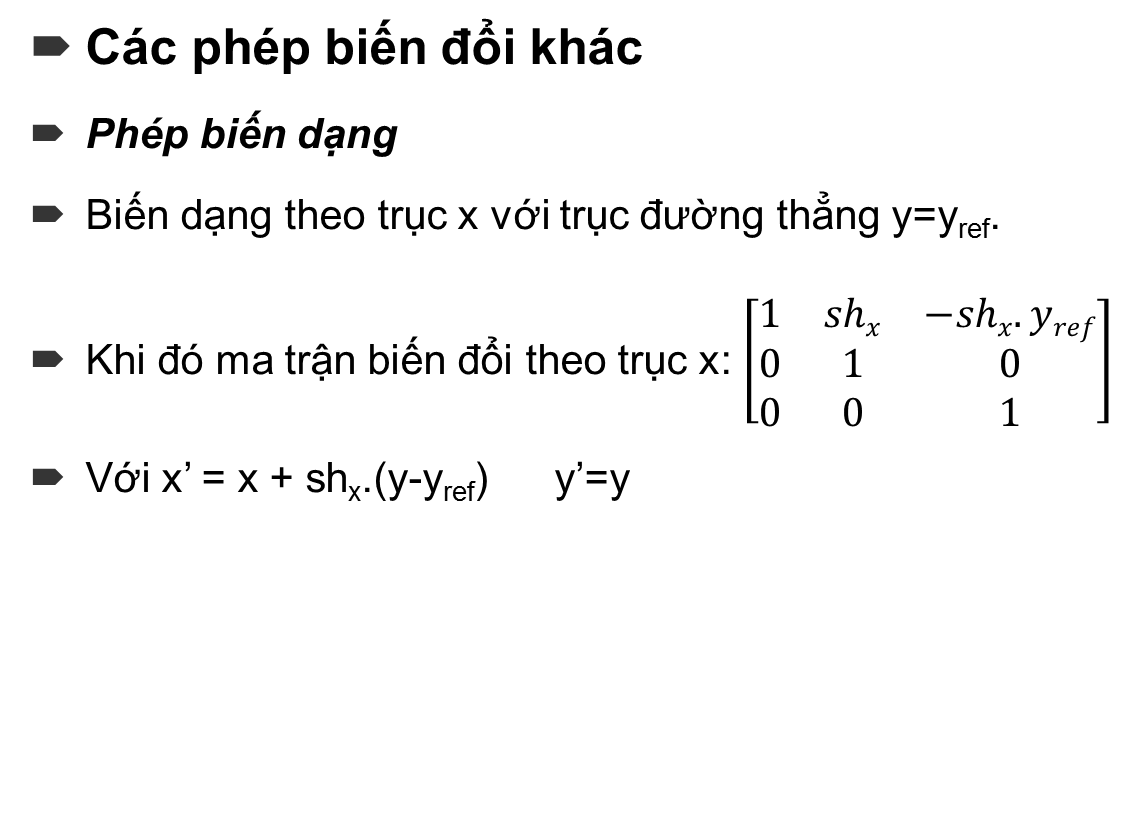 Các phép biến đổi khác
Phép biến dạng
Biến dạng theo trục x với trục đường thẳng y=yref.
Khi đó ma trận biến đổi theo trục x:
1 shx −shx. yref
0 1 0
0 0 1
Với x’ = x + shx.(y-yref) y’=y